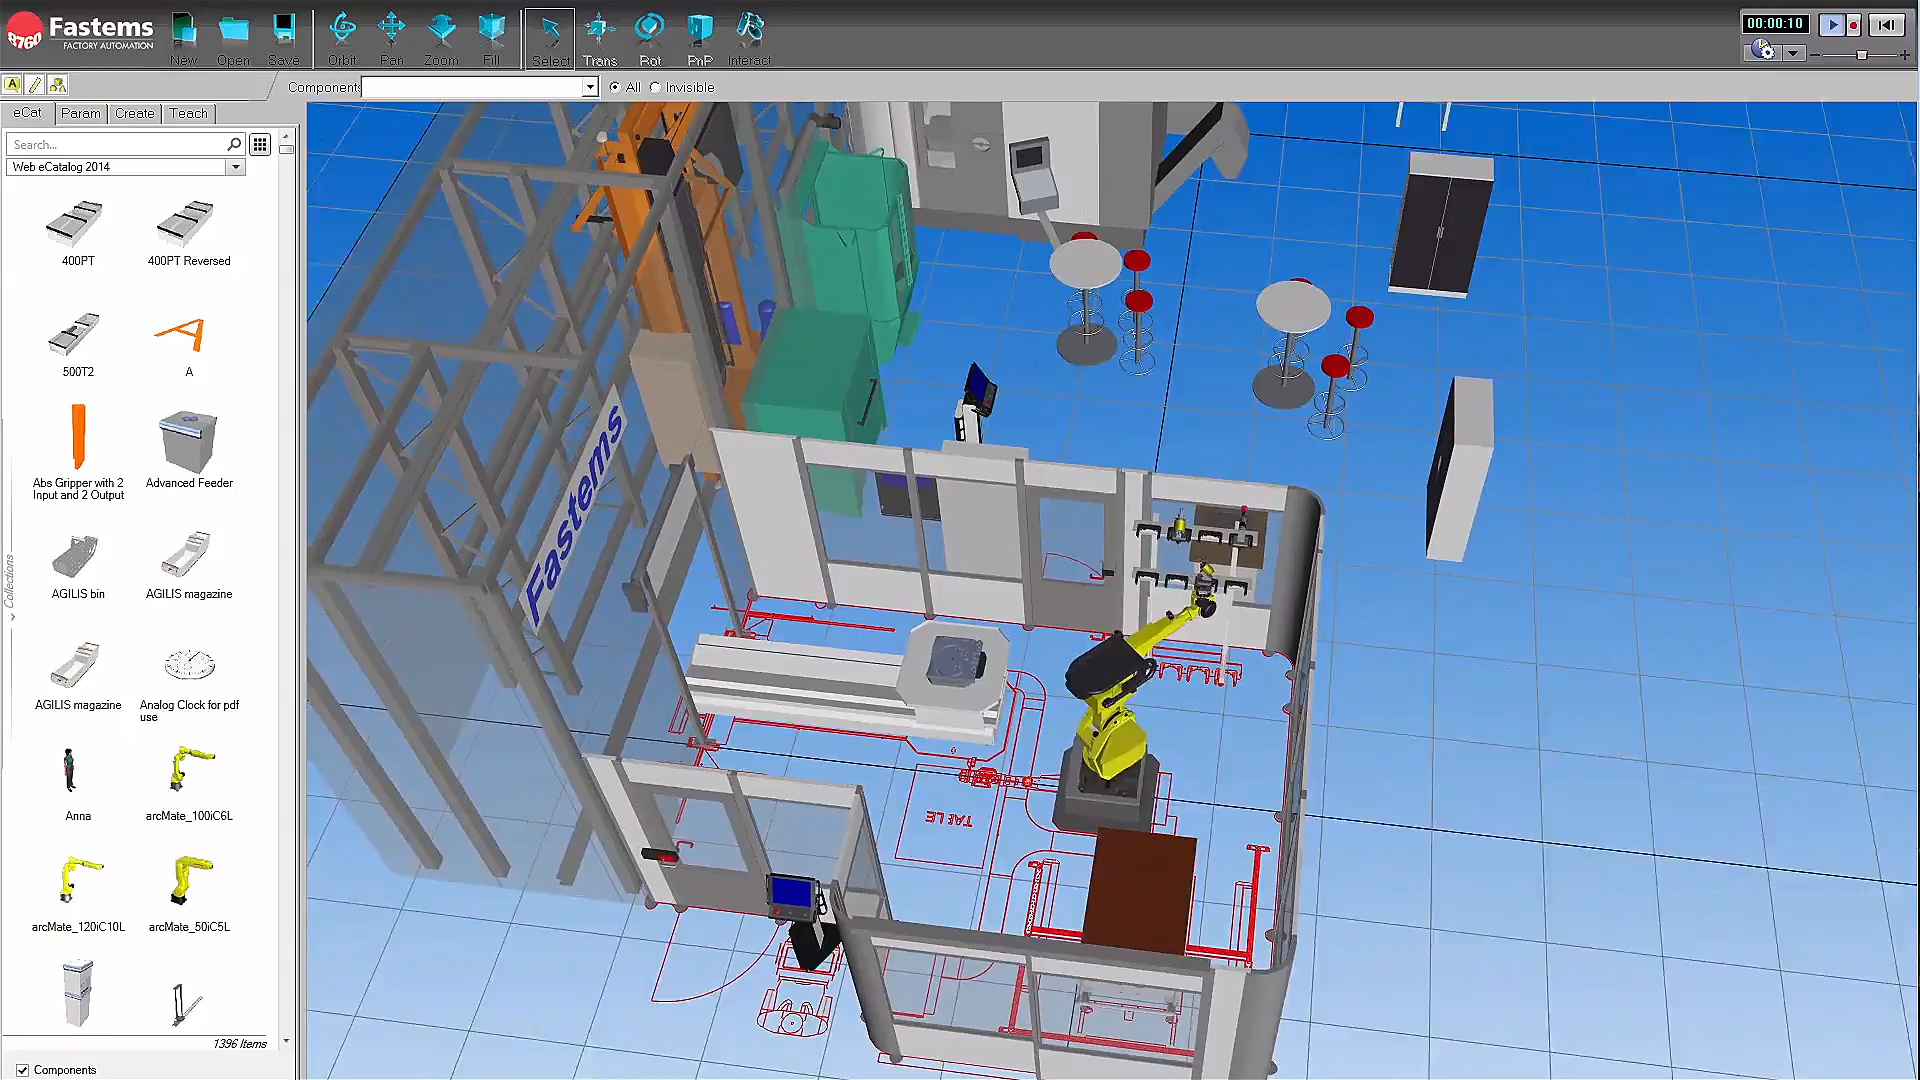 Fastems
FACTORY AUTOMATION
New Open Save Orbit Pan Zoom Fill Select Trans Rot PnP Interact
00:00:10
Component: All Invisible
eCat Param Create Teach
Search...
Web eCatalog 2014
400PT
400PT Reversed
500T2
A
Abs Gripper with 2
Input and 2 Output
Advanced Feeder
AGILIS bin
AGILIS magazine
AGILIS magazine
Analog Clock for pdf
use
Anna
arcMate_100iC6L
arcMate_120iC10L
arcMate_50iC5L
1396 Items
Components
Collections
Fastems